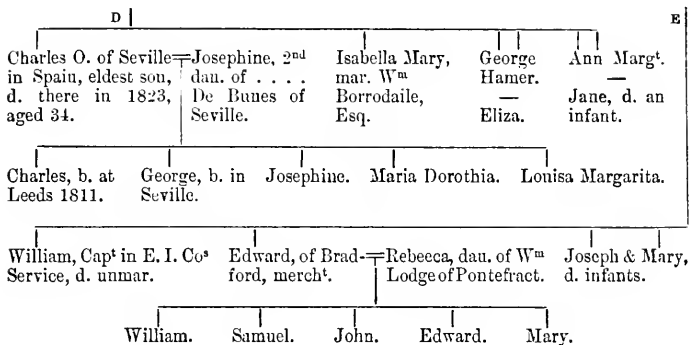 D E
Charles O. of Seville = Josephine, 2nd Isabella Mary, George Ann Margt.
in Spain, eldest son, dau. of . . . . mar. Wm Hamer. —
d. there in 1823, De Bunes of Borrodaile, — Jane, d. an
aged 34. Seville. Esq. Eliza. infant.
Charles, b. at George, b. in Josephine. Maria Dorothia. Louisa Margarita.
Leeds 1811. Seville.
William, Capt in E. I. Cos Edward, of Brad- = Rebecca, dau. of Wm Joseph & Mary,
Service, d. unmar. ford, mercht. Lodge of Pontefract. d. infants.
William. Samuel. John. Edward. Mary.